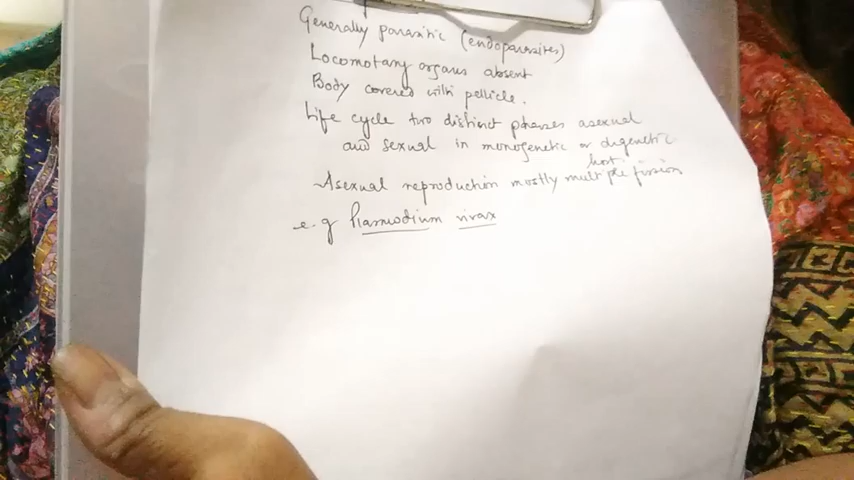 Generally parasitic (endoparasites)
Locomotary organs absent
Body covered with pellicle.
Life cycle two distinct phases asexual
and sexual in monogenetic or digenetic
host
Asexual reproduction mostly multiple fission
e.g Plasmodium vivax